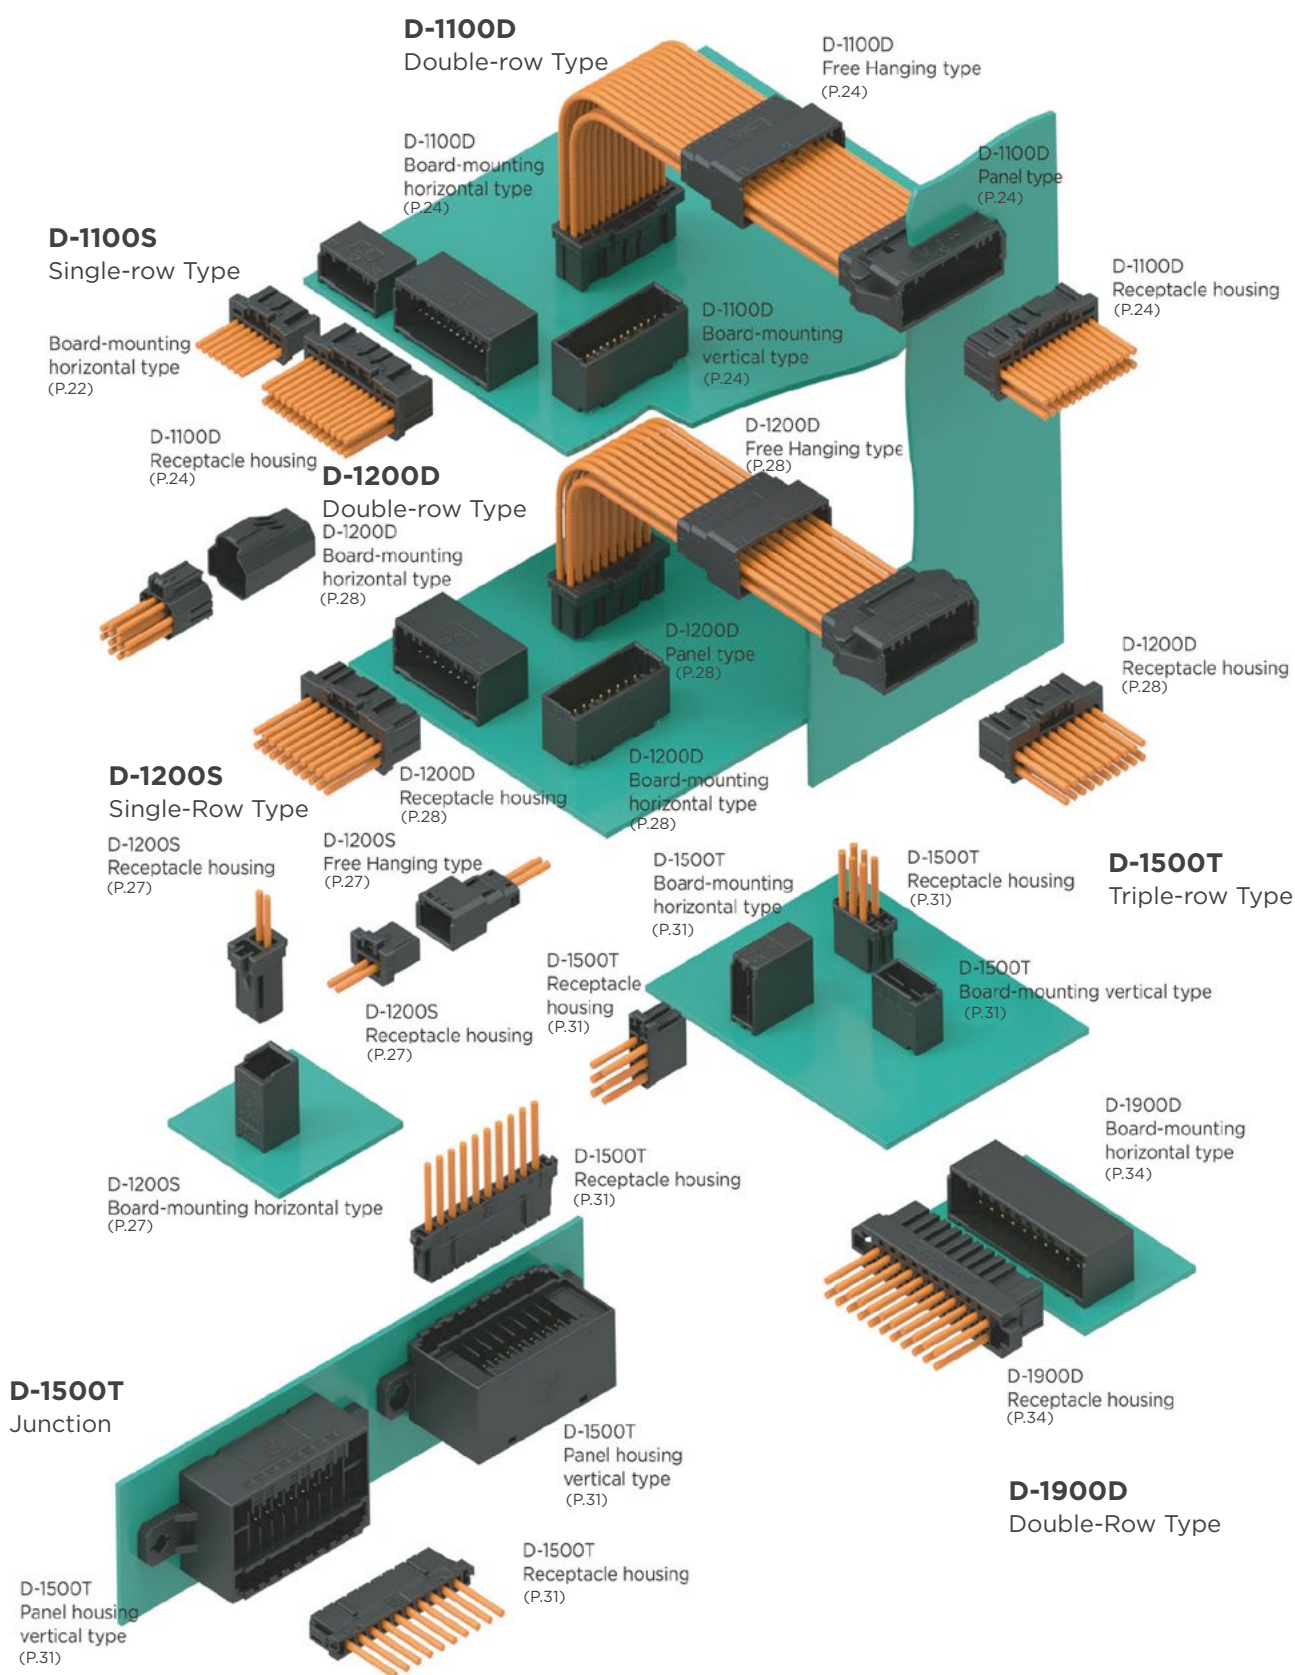 D-1100D
Double-row Type
D-1100D
Free Hanging type
(P.24)
D-1100D
Board-mounting
horizontal type
(P.24)
D-1100D
Panel type
(P.24)
D-1100S
Single-row Type
D-1100D
Receptacle housing
(P.24)
Board-mounting
horizontal type
(P.22)
D-1100D
Board-mounting
vertical type
(P.24)
D-1100D
Receptacle housing
(P.24)
D-1200D
Free Hanging type
(P.28)
D-1200D
Double-row Type
D-1200D
Board-mounting
horizontal type
(P.28)
D-1200D
Panel type
(P.28)
D-1200D
Receptacle housing
(P.28)
D-1200S
Single-Row Type
D-1200D
Receptacle housing
(P.28)
D-1200D
Board-mounting
horizontal type
(P.28)
D-1200S
Receptacle housing
(P.27)
D-1200S
Free Hanging type
(P.27)
D-1500T
Board-mounting
horizontal type
(P.31)
D-1500T
Receptacle housing
(P.31)
D-1500T
Triple-row Type
D-1500T
Receptacle
housing
(P.31)
D-1500T
Board-mounting vertical type
(P.31)
D-1200S
Receptacle housing
(P.27)
D-1200S
Board-mounting horizontal type
(P.27)
D-1500T
Receptacle housing
(P.31)
D-1900D
Board-mounting
horizontal type
(P.34)
D-1500T
Junction
D-1900D
Receptacle housing
(P.34)
D-1500T
Panel housing
vertical type
(P.31)
D-1900D
Double-Row Type
D-1500T
Receptacle housing
(P.31)
D-1500T
Panel housing
vertical type
(P.31)